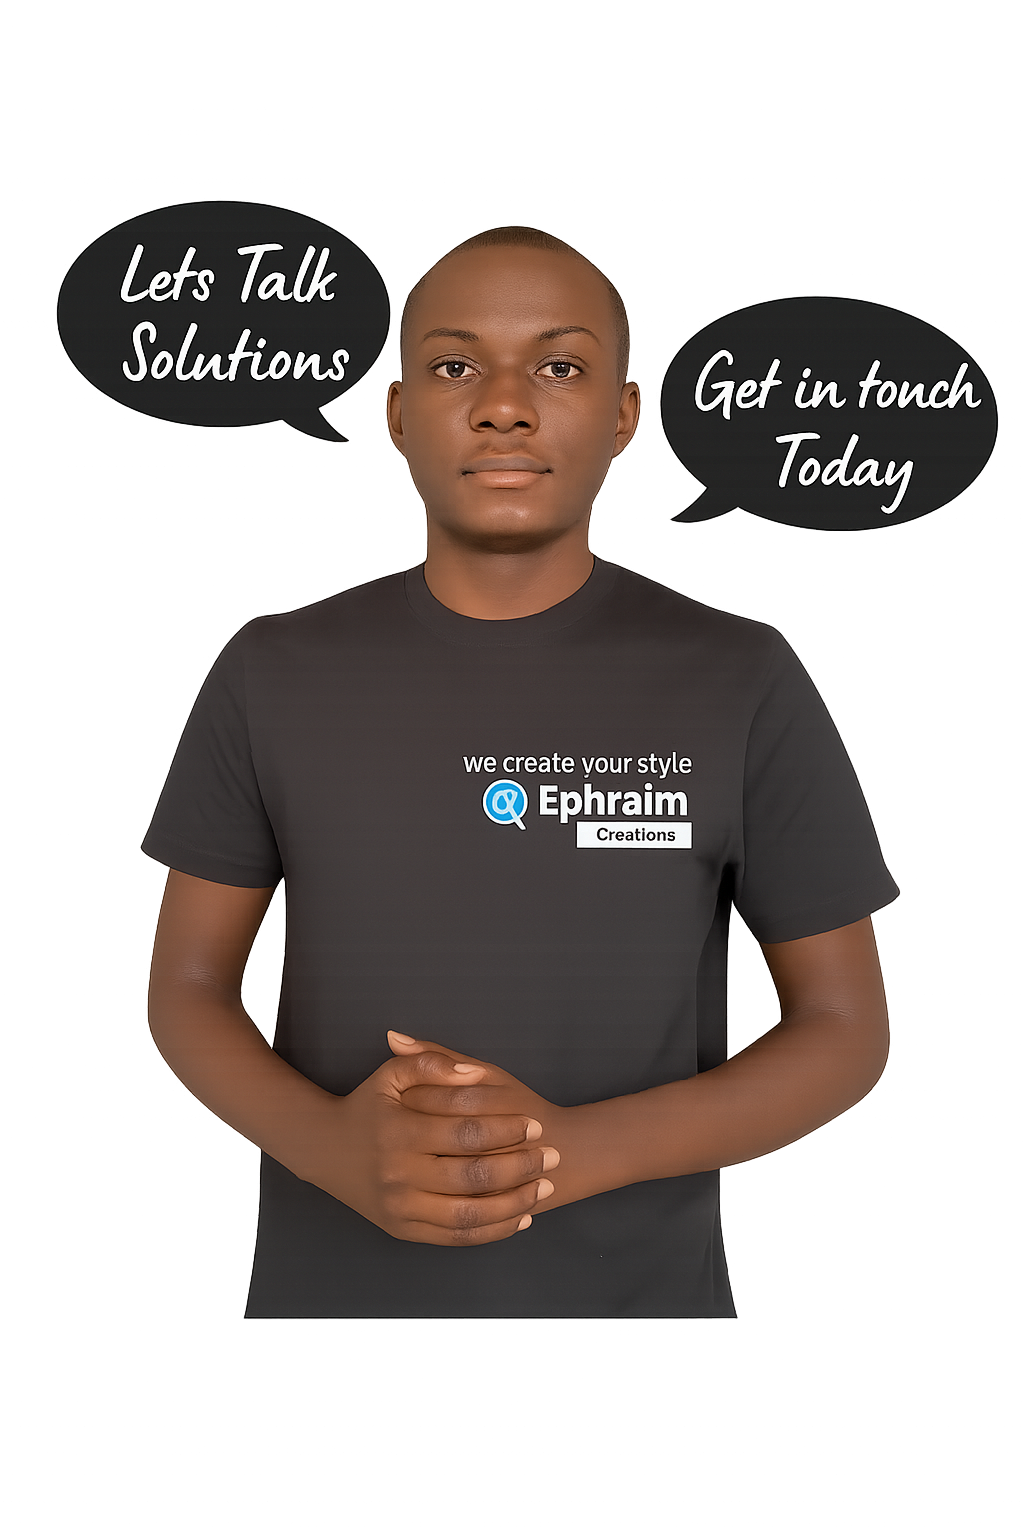 Lets Talk
Solutions
Get in touch
Today
we create your style
Ephraim
Creations